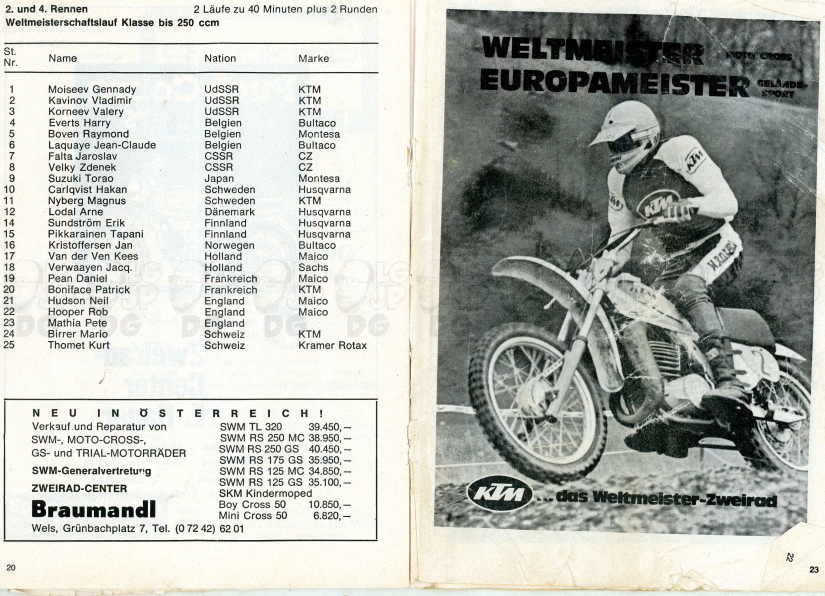 2. und 4. Rennen 2 Läufe zu 40 Minuten plus 2 Runden
Weltmeisterschaftslauf Klasse bis 250 ccm
St. Nr. Name Nation Marke
1 Moiseev Gennady UdSSR KTM
2 Kavinov Vladimir UdSSR KTM
3 Korneev Valery UdSSR KTM
4 Everts Harry Belgien Bultaco
5 Boven Raymond Belgien Montesa
6 Laquaye Jean-Claude Belgien Bultaco
7 Falta Jaroslav CSSR CZ
8 Velky Zdenek CSSR CZ
9 Suzuki Torao Japan Montesa
10 Carlqvist Hakan Schweden Husqvarna
11 Nyberg Magnus Schweden KTM
12 Lodal Arne Dänemark Husqvarna
14 Sundström Erik Finnland Husqvarna
15 Pikkarainen Tapani Finnland Husqvarna
16 Kristoffersen Jan Norwegen Bultaco
17 Van der Ven Kees Holland Maico
18 Verwaayen Jacq. Holland Sachs
19 Pean Daniel Frankreich Maico
20 Boniface Patrick Frankreich KTM
21 Hudson Neil England Maico
22 Hooper Rob England Maico
23 Mathia Pete England
24 Birrer Mario Schweiz KTM
25 Thomet Kurt Schweiz Kramer Rotax
NEU IN ÖSTERREICH!
Verkauf und Reparatur von
SWM-, MOTO-CROSS-,
GS- und TRIAL-MOTORRÄDER
SWM-Generalvertretung
ZWEIRAD-CENTER
Braumandl
SWM TL 320 39.450,—
SWM RS 250 MC 38.950,—
SWM RS 250 GS 40.450,—
SWM RS 175 GS 35.950,—
SWM RS 125 MC 34.850,—
SWM RS 125 GS 35.100,—
SKM Kindermoped
Boy Cross 50 10.850,—
Mini Cross 50 6.820,—
Wels, Grünbachplatz 7, Tel. (0 72 42) 62 01
20
WELTMEISTER MOTO CROSS
EUROPAMEISTER GELÄNDE-
SPORT
KTM
KTM
KTM
KTM ...das Weltmeister-Zweirad
22
23